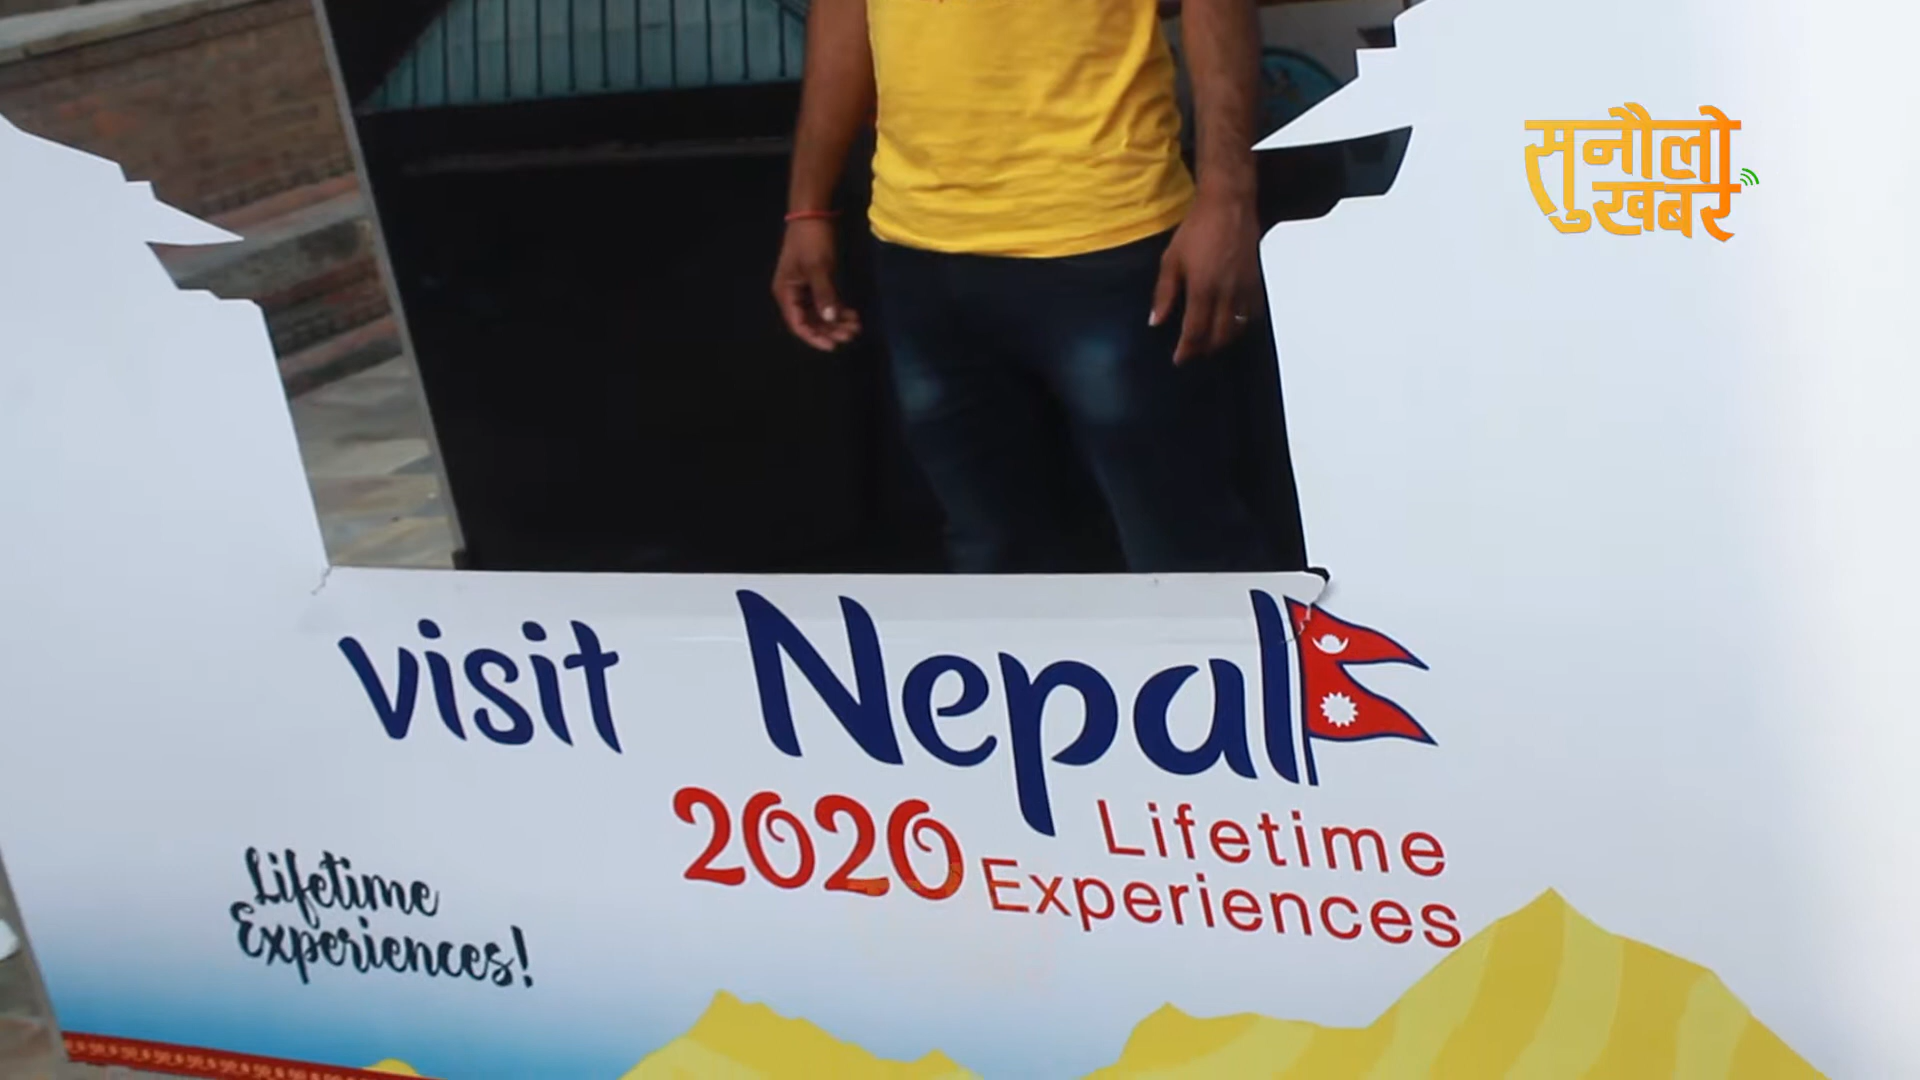 सुनौलो
खबर
visit Nepal
2020 Lifetime
Experiences
Lifetime
Experiences!